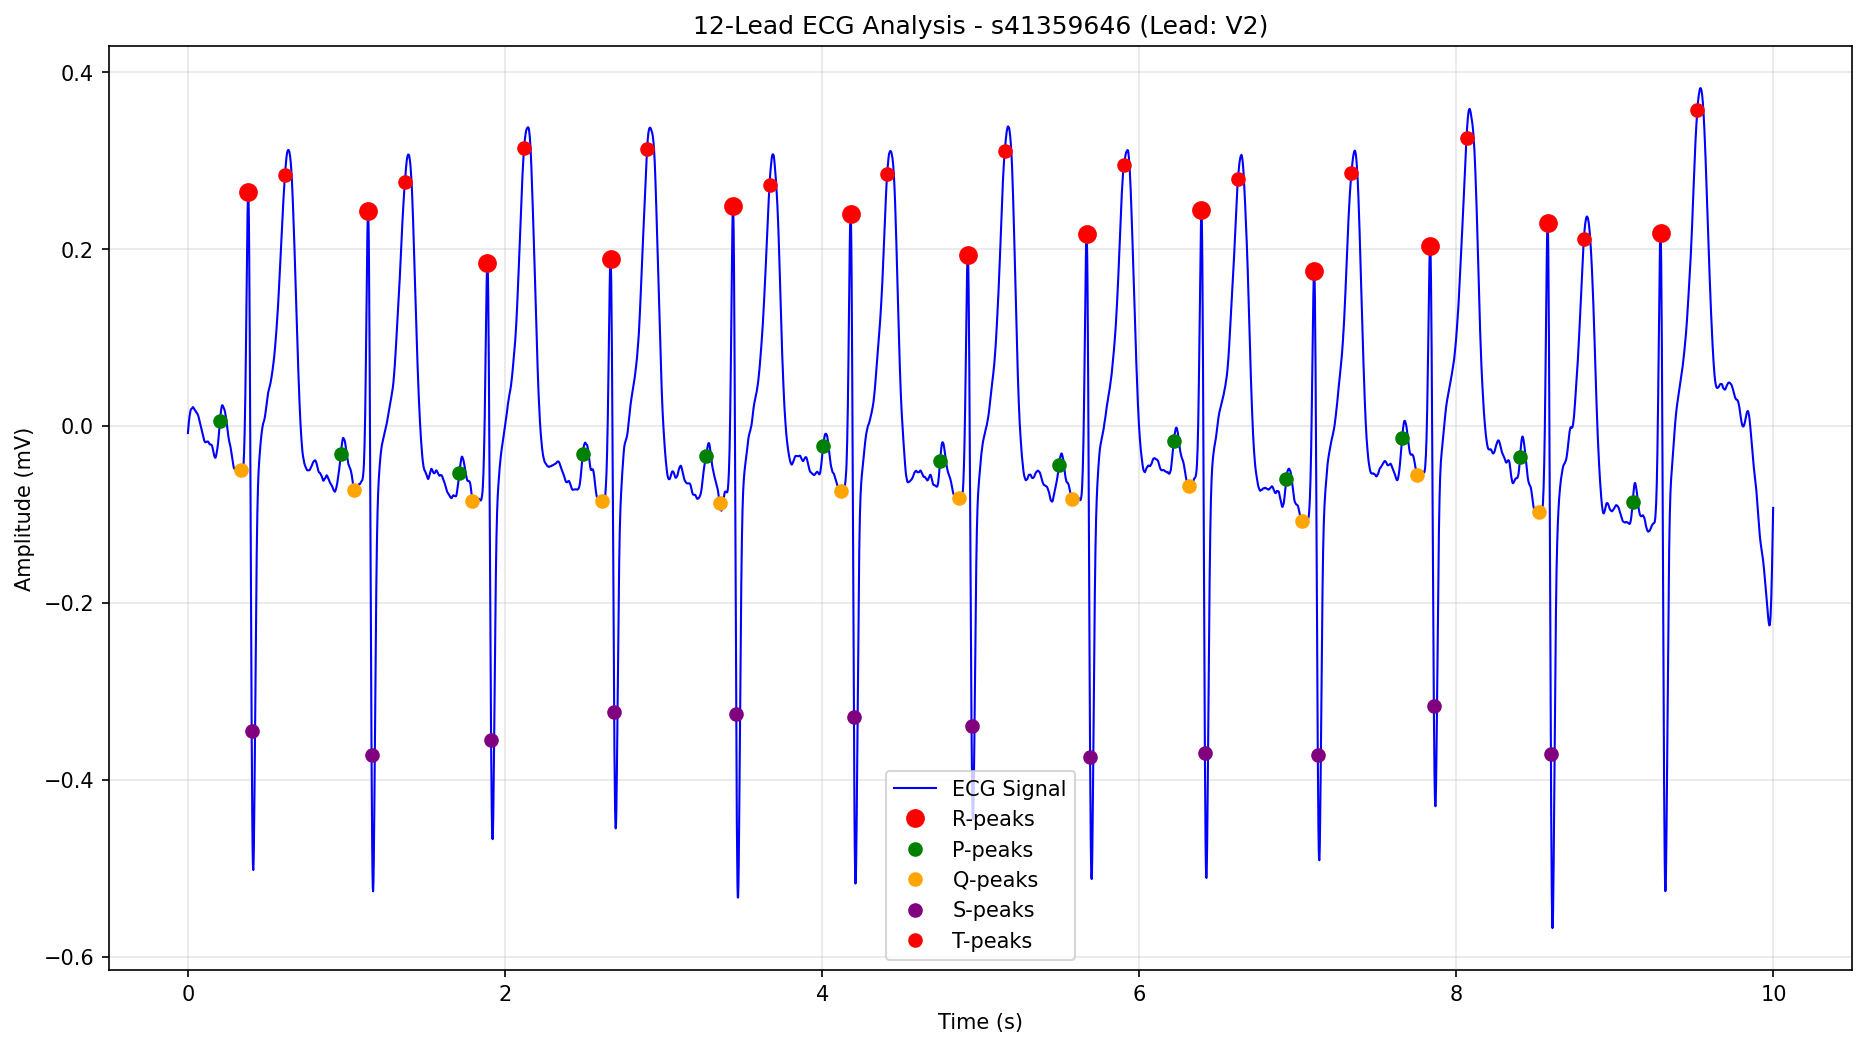 12-Lead ECG Analysis - s41359646 (Lead: V2)
0.4
0.2
0.0
−0.2
−0.4
−0.6
Amplitude (mV)
ECG Signal
R-peaks
P-peaks
Q-peaks
S-peaks
T-peaks
0 2 4 6 8 10
Time (s)